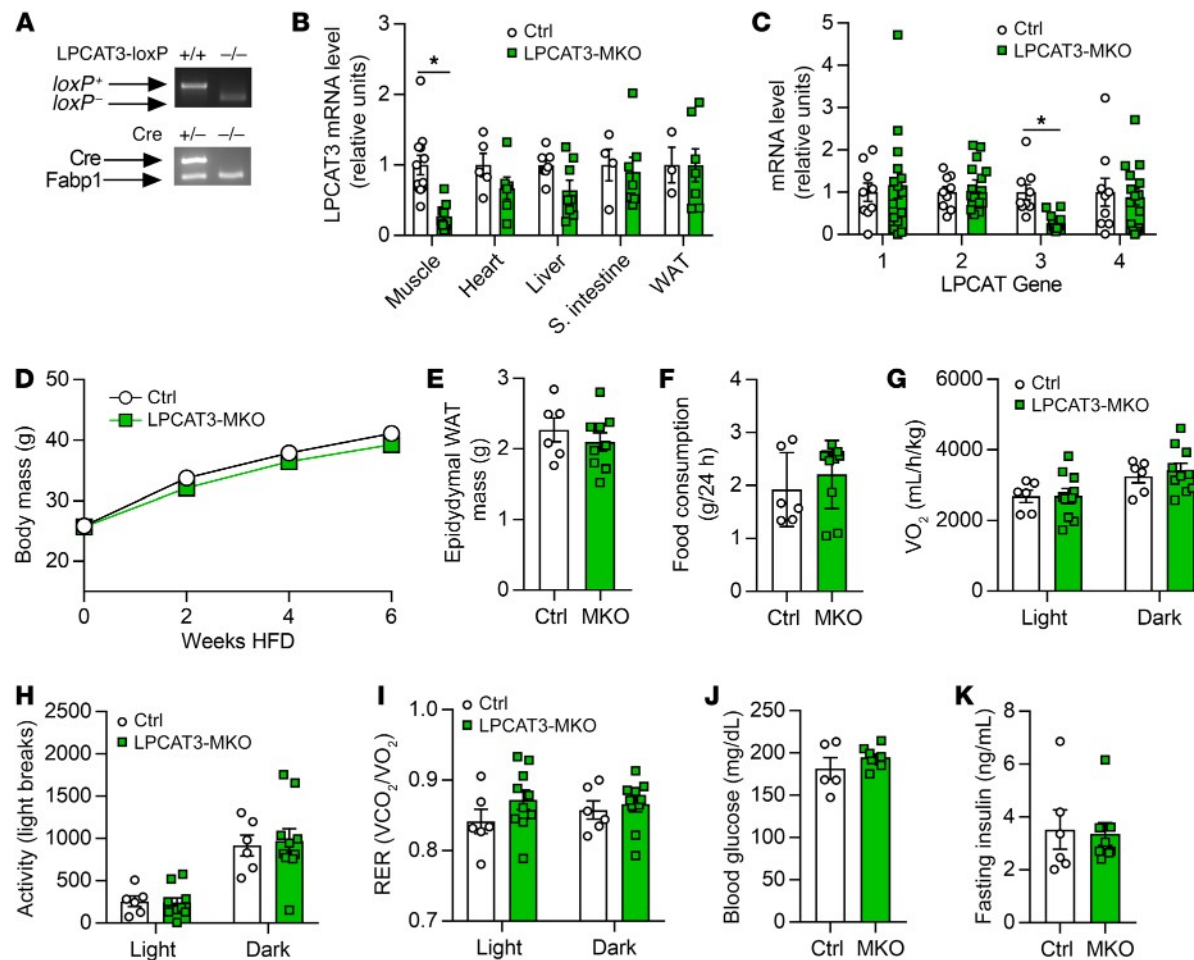 A
LPCAT3-loxP +/+ –/–
loxP⁺
loxP⁻
Cre +/– –/–
Cre
Fabp1
B
LPCAT3 mRNA level
(relative units)
Ctrl
LPCAT3-MKO
4
3
2
1
0
*
Muscle
Heart
Liver
S. intestine
WAT
C
mRNA level
(relative units)
Ctrl
LPCAT3-MKO
5
4
3
2
1
0
*
1 2 3 4
LPCAT Gene
D
Body mass (g)
Ctrl
LPCAT3-MKO
50
40
30
20
0 2 4 6
Weeks HFD
E
Epidydymal WAT
mass (g)
3
2
1
0
Ctrl MKO
F
Food consumption
(g/24 h)
4
3
2
1
0
Ctrl MKO
G
VO₂ (mL/h/kg)
Ctrl
LPCAT3-MKO
6000
4000
2000
0
Light Dark
H
Activity (light breaks)
Ctrl
LPCAT3-MKO
2500
2000
1500
1000
500
0
Light Dark
I
RER (VCO₂/VO₂)
Ctrl
LPCAT3-MKO
1.0
0.9
0.8
0.7
Light Dark
J
Blood glucose (mg/dL)
250
200
150
100
50
0
Ctrl MKO
K
Fasting insulin (ng/mL)
8
6
4
2
0
Ctrl MKO